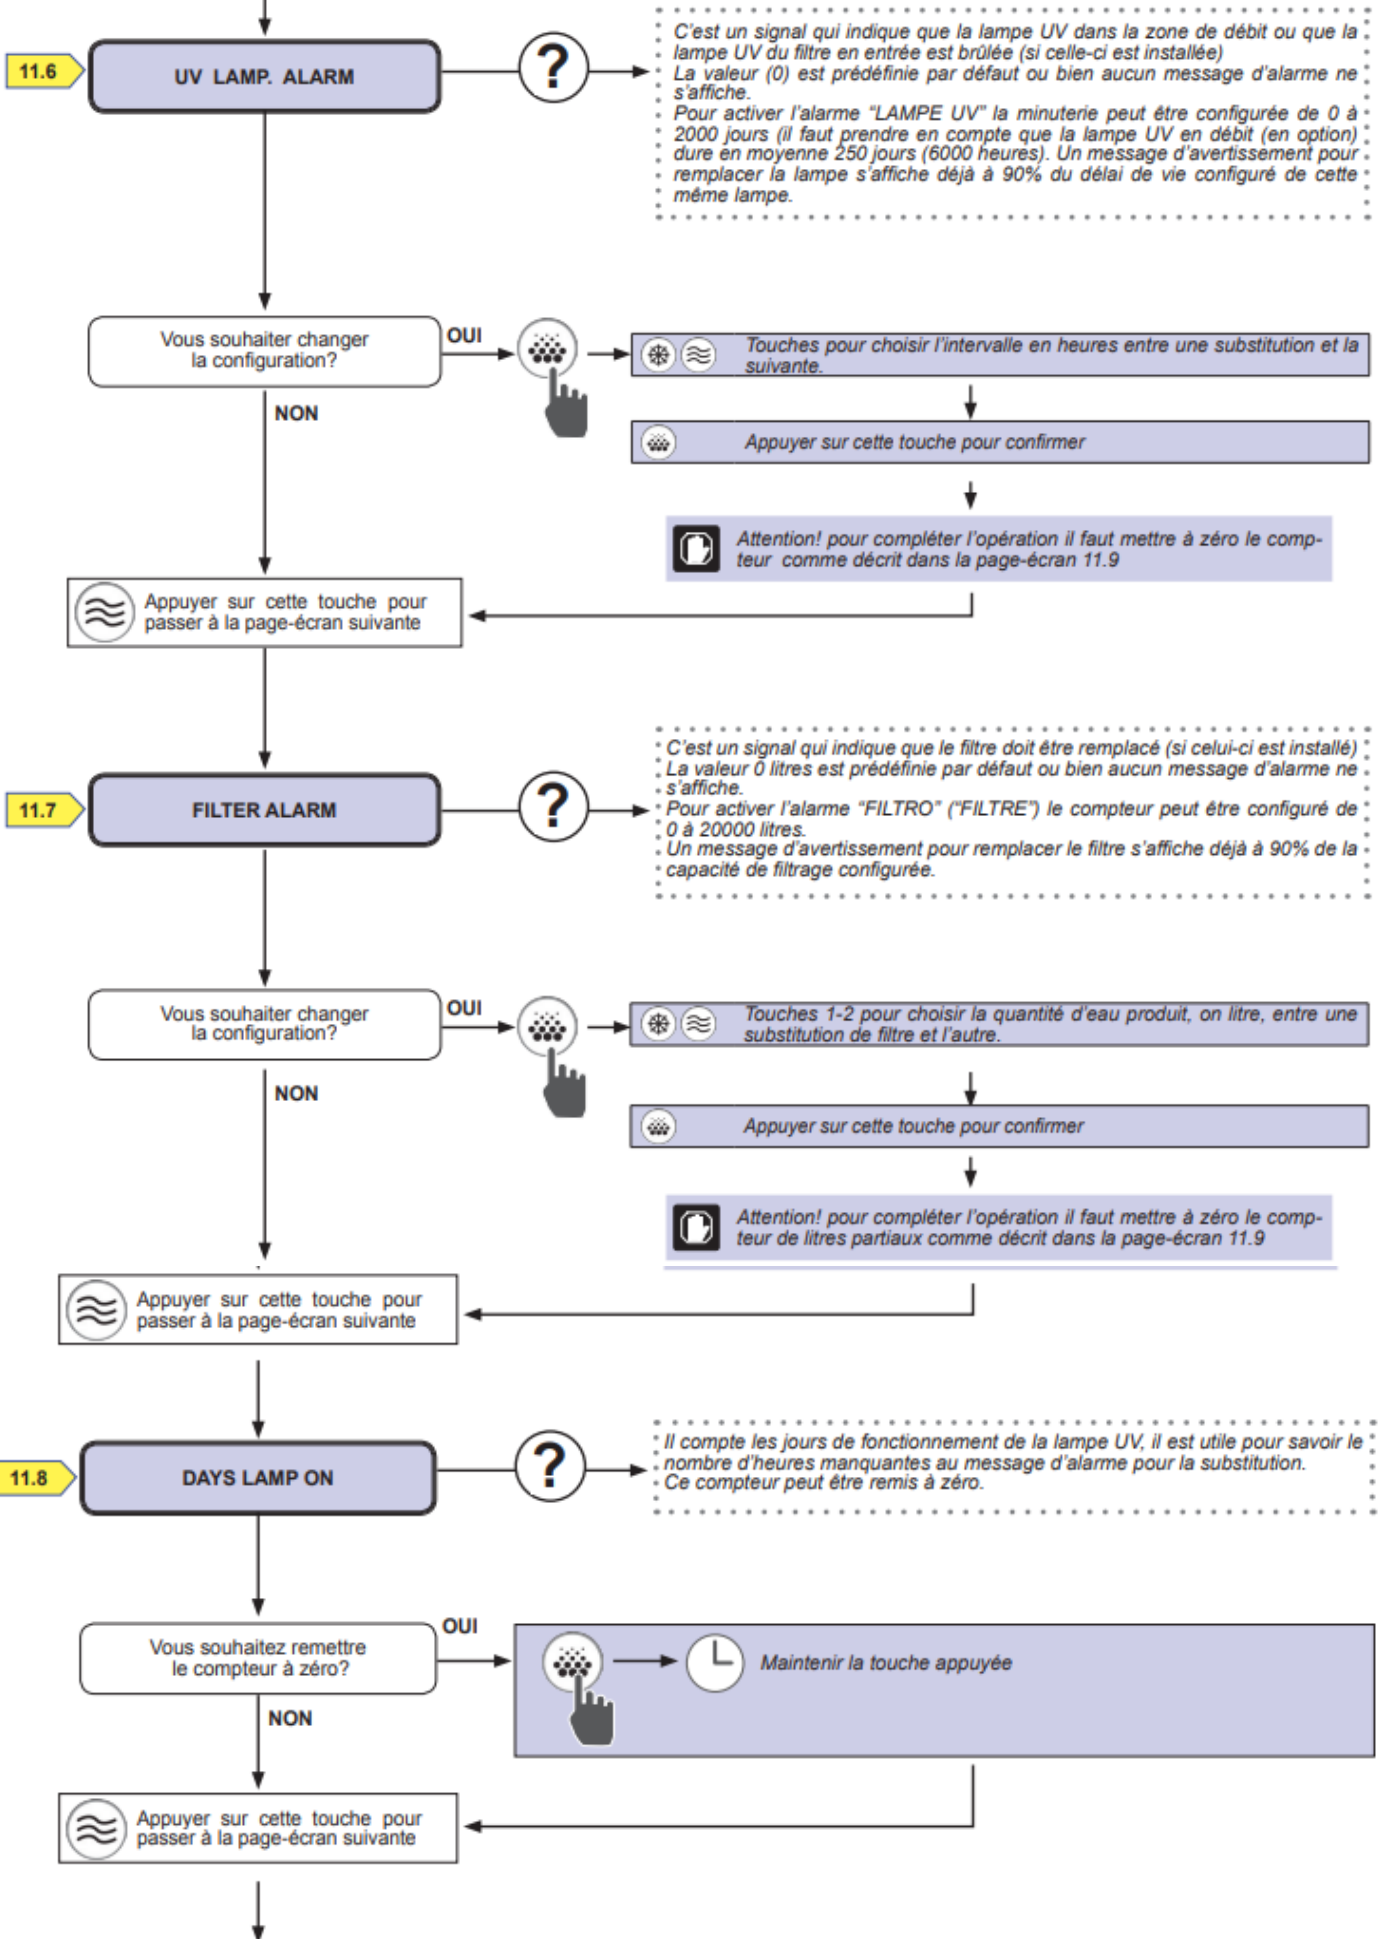 11.6
UV LAMP. ALARM
?
C'est un signal qui indique que la lampe UV dans la zone de débit ou que la
lampe UV du filtre en entrée est brûlée (si celle-ci est installée)
La valeur (0) est prédéfinie par défaut ou bien aucun message d'alarme ne
s'affiche.
Pour activer l'alarme “LAMPE UV” la minuterie peut être configurée de 0 à
2000 jours (il faut prendre en compte que la lampe UV en débit (en option)
dure en moyenne 250 jours (6000 heures). Un message d'avertissement pour
remplacer la lampe s'affiche déjà à 90% du délai de vie configuré de cette
même lampe.
Vous souhaiter changer
la configuration?
OUI
Touches pour choisir l'intervalle en heures entre une substitution et la
suivante.
NON
Appuyer sur cette touche pour confirmer
Attention! pour compléter l'opération il faut mettre à zéro le comp-
teur comme décrit dans la page-écran 11.9
Appuyer sur cette touche pour
passer à la page-écran suivante
11.7
FILTER ALARM
?
C'est un signal qui indique que le filtre doit être remplacé (si celui-ci est installé)
La valeur 0 litres est prédéfinie par défaut ou bien aucun message d'alarme ne
s'affiche.
Pour activer l'alarme “FILTRO” (“FILTRE”) le compteur peut être configuré de
0 à 20000 litres.
Un message d'avertissement pour remplacer le filtre s'affiche déjà à 90% de la
capacité de filtrage configurée.
Vous souhaiter changer
la configuration?
OUI
Touches 1-2 pour choisir la quantité d'eau produit, on litre, entre une
substitution de filtre et l'autre.
NON
Appuyer sur cette touche pour confirmer
Attention! pour compléter l'opération il faut mettre à zéro le comp-
teur de litres partiaux comme décrit dans la page-écran 11.9
Appuyer sur cette touche pour
passer à la page-écran suivante
11.8
DAYS LAMP ON
?
Il compte les jours de fonctionnement de la lampe UV, il est utile pour savoir le
nombre d'heures manquantes au message d'alarme pour la substitution.
Ce compteur peut être remis à zéro.
Vous souhaitez remettre
le compteur à zéro?
OUI
Maintenir la touche appuyée
NON
Appuyer sur cette touche pour
passer à la page-écran suivante